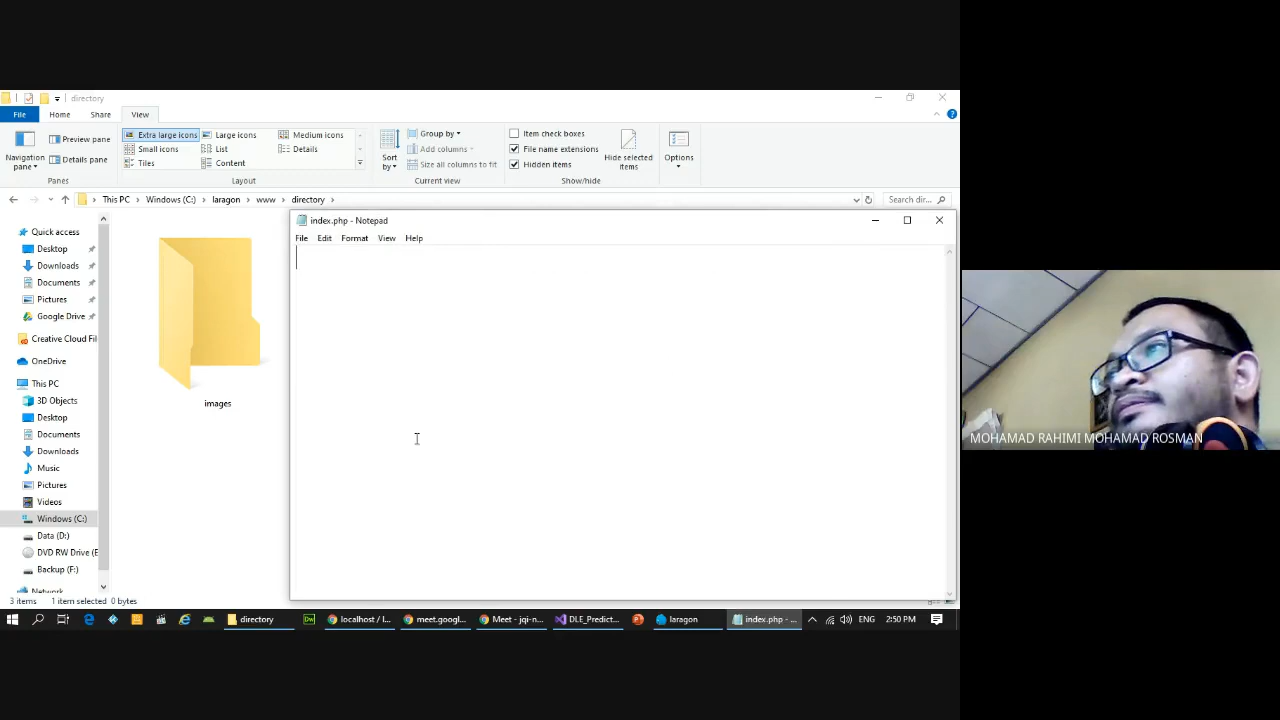 directory
File Home Share View
Navigation pane
Preview pane
Details pane
Panes
Extra large icons Large icons Medium icons
Small icons List Details
Tiles Content
Layout
Sort by
Group by
Add columns
Size all columns to fit
Current view
Item check boxes
File name extensions
Hidden items
Hide selected items
Show/hide
Options
This PC > Windows (C:) > laragon > www > directory >
Search dir...
Quick access
Desktop
Downloads
Documents
Pictures
Google Drive
Creative Cloud Fil
OneDrive
This PC
3D Objects
Desktop
Documents
Downloads
Music
Pictures
Videos
Windows (C:)
Data (D:)
DVD RW Drive (E
Backup (F:)
Network
images
index.php - Notepad
File Edit Format View Help
3 items 1 item selected 0 bytes
directory
Dw
localhost / l...
meet.googl...
Meet - jqi-n...
DLE_Predict...
laragon
index.php - ...
ENG
2:50 PM
MOHAMAD RAHIMI MOHAMAD ROSMAN